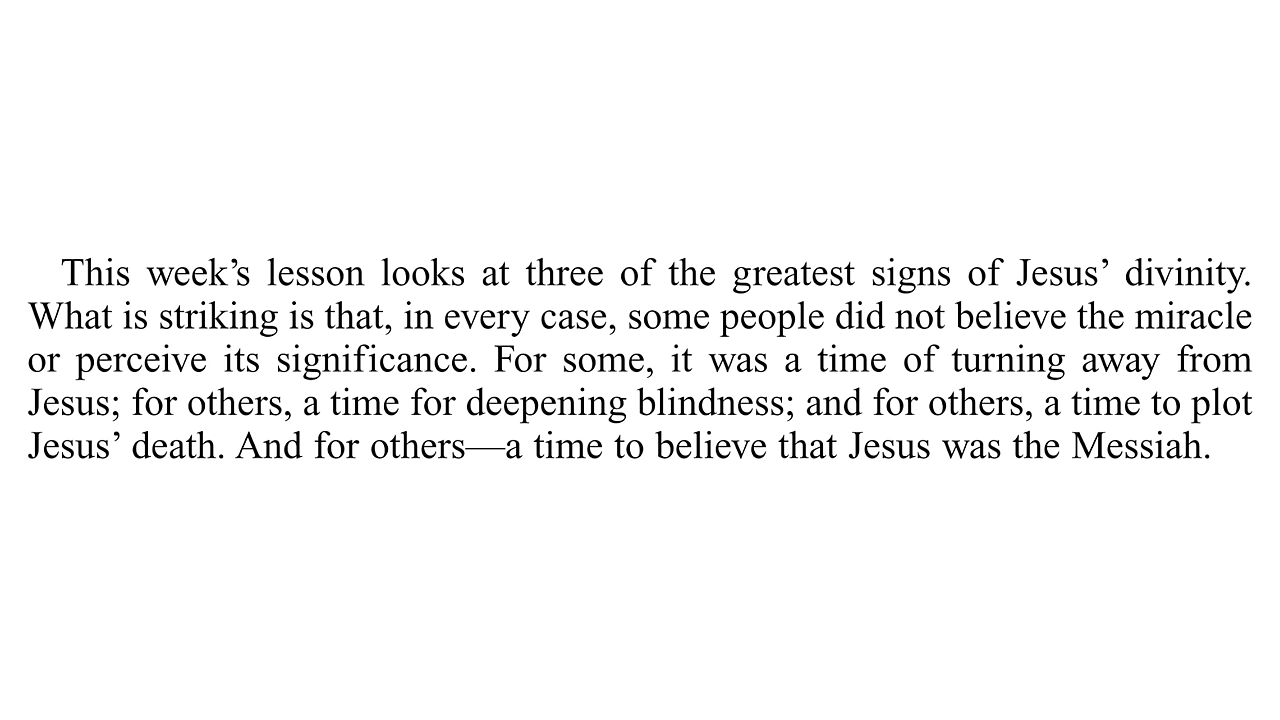 This week’s lesson looks at three of the greatest signs of Jesus’ divinity.
What is striking is that, in every case, some people did not believe the miracle
or perceive its significance. For some, it was a time of turning away from
Jesus; for others, a time for deepening blindness; and for others, a time to plot
Jesus’ death. And for others—a time to believe that Jesus was the Messiah.